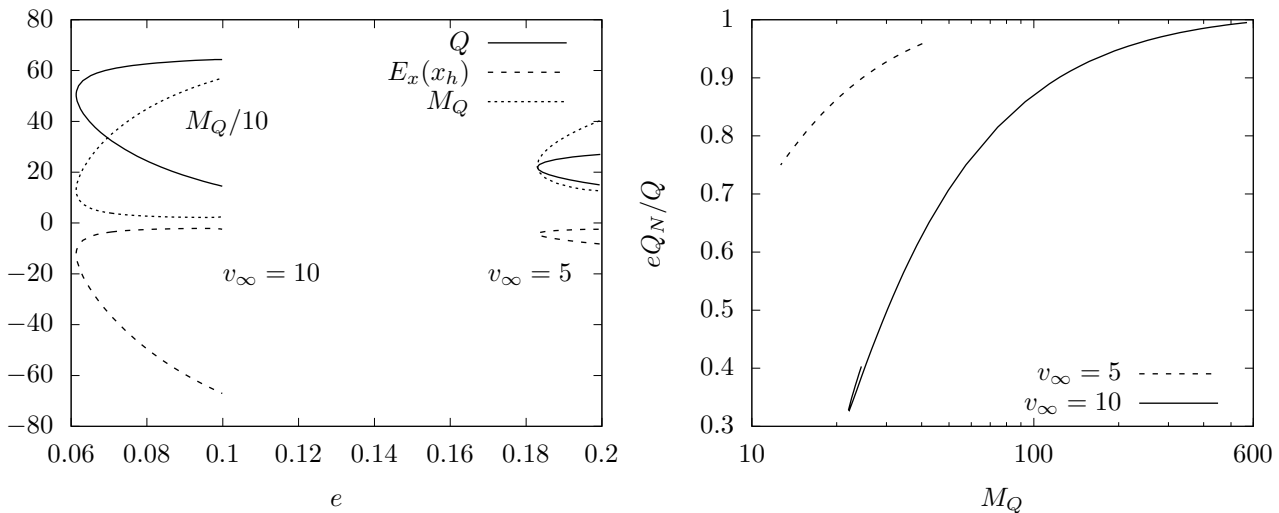 80
60
40
20
0
−20
−40
−60
−80
0.06 0.08 0.1 0.12 0.14 0.16 0.18 0.2
e
Q
E_x(x_h)
M_Q
M_Q/10
v_∞ = 10
v_∞ = 5
1
0.9
0.8
0.7
0.6
0.5
0.4
0.3
10 100 600
M_Q
eQ_N/Q
v_∞ = 5
v_∞ = 10